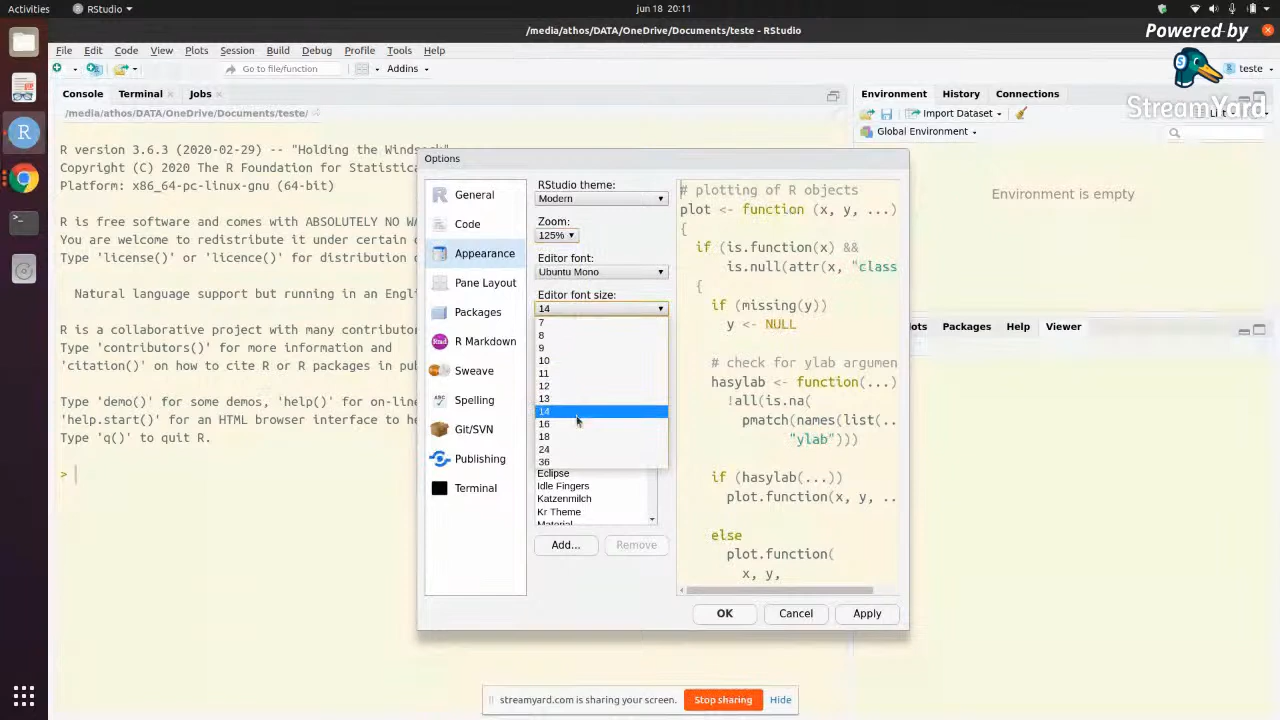 Activities
RStudio
jun 18 20:11
/media/athos/DATA/OneDrive/Documents/teste - RStudio
Powered by
StreamYard
File Edit Code View Plots Session Build Debug Profile Tools Help
Go to file/function
Addins
teste
Console Terminal Jobs
/media/athos/DATA/OneDrive/Documents/teste/
R version 3.6.3 (2020-02-29) -- "Holding the Windsock"
Copyright (C) 2020 The R Foundation for Statistica
Platform: x86_64-pc-linux-gnu (64-bit)
R is free software and comes with ABSOLUTELY NO WA
You are welcome to redistribute it under certain c
Type 'license()' or 'licence()' for distribution d
Natural language support but running in an Engl
R is a collaborative project with many contributor
Type 'contributors()' for more information and
'citation()' on how to cite R or R packages in pub
Type 'demo()' for some demos, 'help()' for on-line
'help.start()' for an HTML browser interface to he
Type 'q()' to quit R.
>
Options
General
Code
Appearance
Pane Layout
Packages
R Markdown
Sweave
Spelling
Git/SVN
Publishing
Terminal
RStudio theme:
Modern
Zoom:
125%
Editor font:
Ubuntu Mono
Editor font size:
14
7
8
9
10
11
12
13
14
16
18
24
36
Eclipse
Idle Fingers
Katzenmilch
Kr Theme
Material
Add... Remove
# plotting of R objects
plot <- function (x, y, ...)
{
if (is.function(x) &&
is.null(attr(x, "class
{
if (missing(y))
y <- NULL
# check for ylab argumen
hasylab <- function(...)
!all(is.na(
pmatch(names(list(..
"ylab")))
if (hasylab(...))
plot.function(x, y, ..
else
plot.function(
x, y,
OK Cancel Apply
Environment History Connections
Import Dataset
Global Environment
Environment is empty
ots Packages Help Viewer
streamyard.com is sharing your screen. Stop sharing Hide